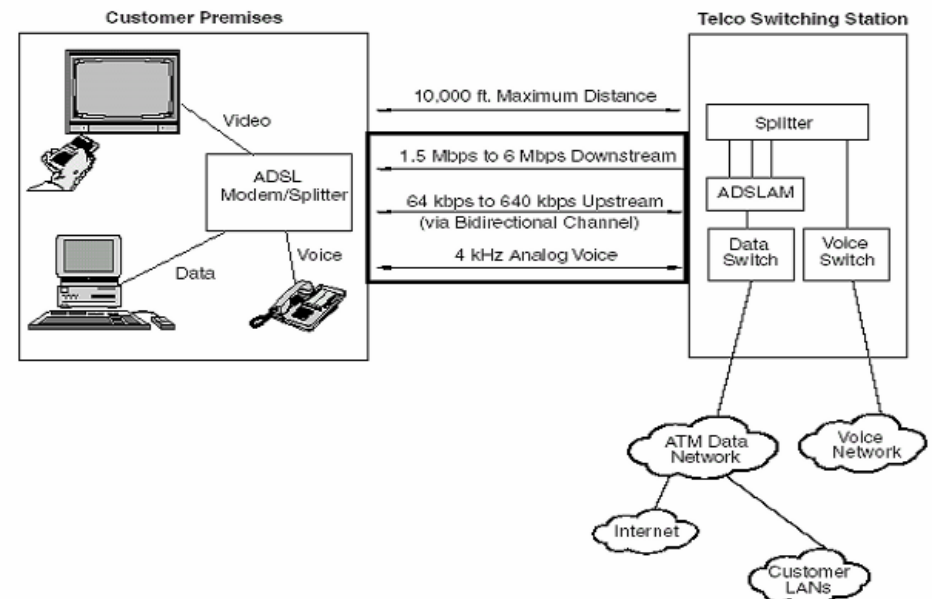 Customer Premises
Telco Switching Station
Video
ADSL
Modem/Splitter
Data
Voice
10,000 ft. Maximum Distance
1.5 Mbps to 6 Mbps Downstream
64 kbps to 640 kbps Upstream
(via Bidirectional Channel)
4 kHz Analog Voice
Splitter
ADSLAM
Data
Switch
Voice
Switch
ATM Data
Network
Voice
Network
Internet
Customer
LANs